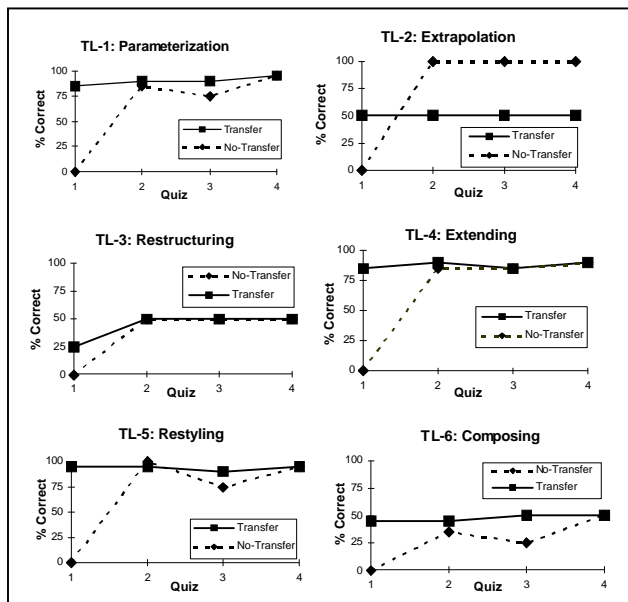 TL-1: Parameterization
100
75
50
25
0
% Correct
Transfer
No-Transfer
1 2 3 4
Quiz
TL-2: Extrapolation
100
75
50
25
0
% Correct
Transfer
No-Transfer
1 2 3 4
Quiz
TL-3: Restructuring
100
75
50
25
0
% Correct
No-Transfer
Transfer
1 2 3 4
Quiz
TL-4: Extending
100
75
50
25
0
% Correct
Transfer
No-Transfer
1 2 3 4
Quiz
TL-5: Restyling
100
75
50
25
0
% Correct
Transfer
No-Transfer
1 2 3 4
Quiz
TL-6: Composing
100
75
50
25
0
% Correct
No-Transfer
Transfer
1 2 3 4
Quiz